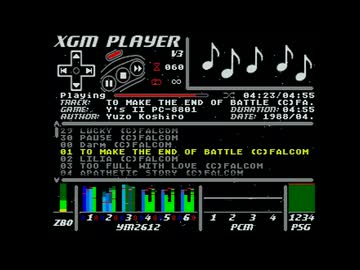 XGM PLAYER
V3
060
Playing 04:23/04:55
TRACK: TO MAKE THE END OF BATTLE (C)FA.
GAME: Y's II PC-8801 DURATION: 04:55
AUTHOR: Yuzo Koshiro DATE: 1988/04.
29 LUCKY (C)FALCOM
30 PAUSE (C)FALCOM
00 Darm (C)FALCOM
01 TO MAKE THE END OF BATTLE (C)FALCOM
02 LILIA (C)FALCOM
03 TOO FULL WITH LOVE (C)FALCOM
04 APATHETIC STORY (C)FALCOM
1 2 3 4 5 6 1 2 3 4 1234
Z80 YM2612 PCM PSG